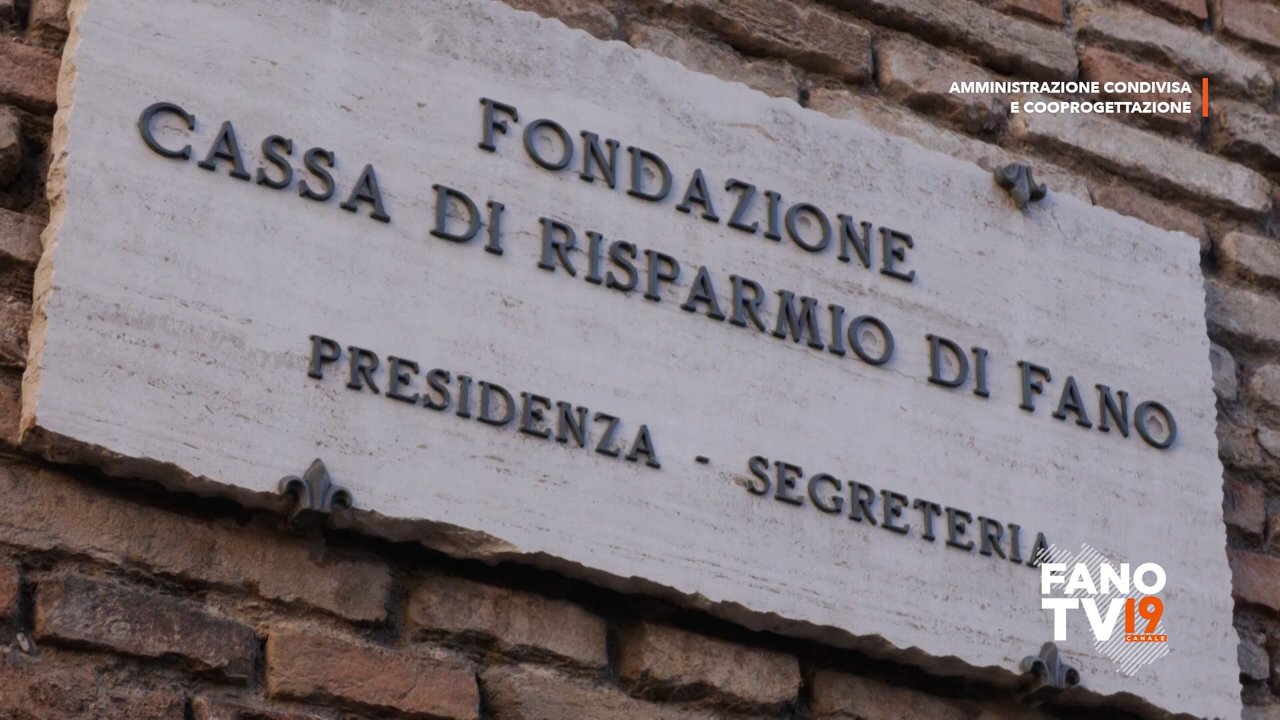 AMMINISTRAZIONE CONDIVISA
E COOPROGETTAZIONE
FONDAZIONE
CASSA DI RISPARMIO DI FANO
PRESIDENZA - SEGRETERIA
FANO
TV19
CANALE